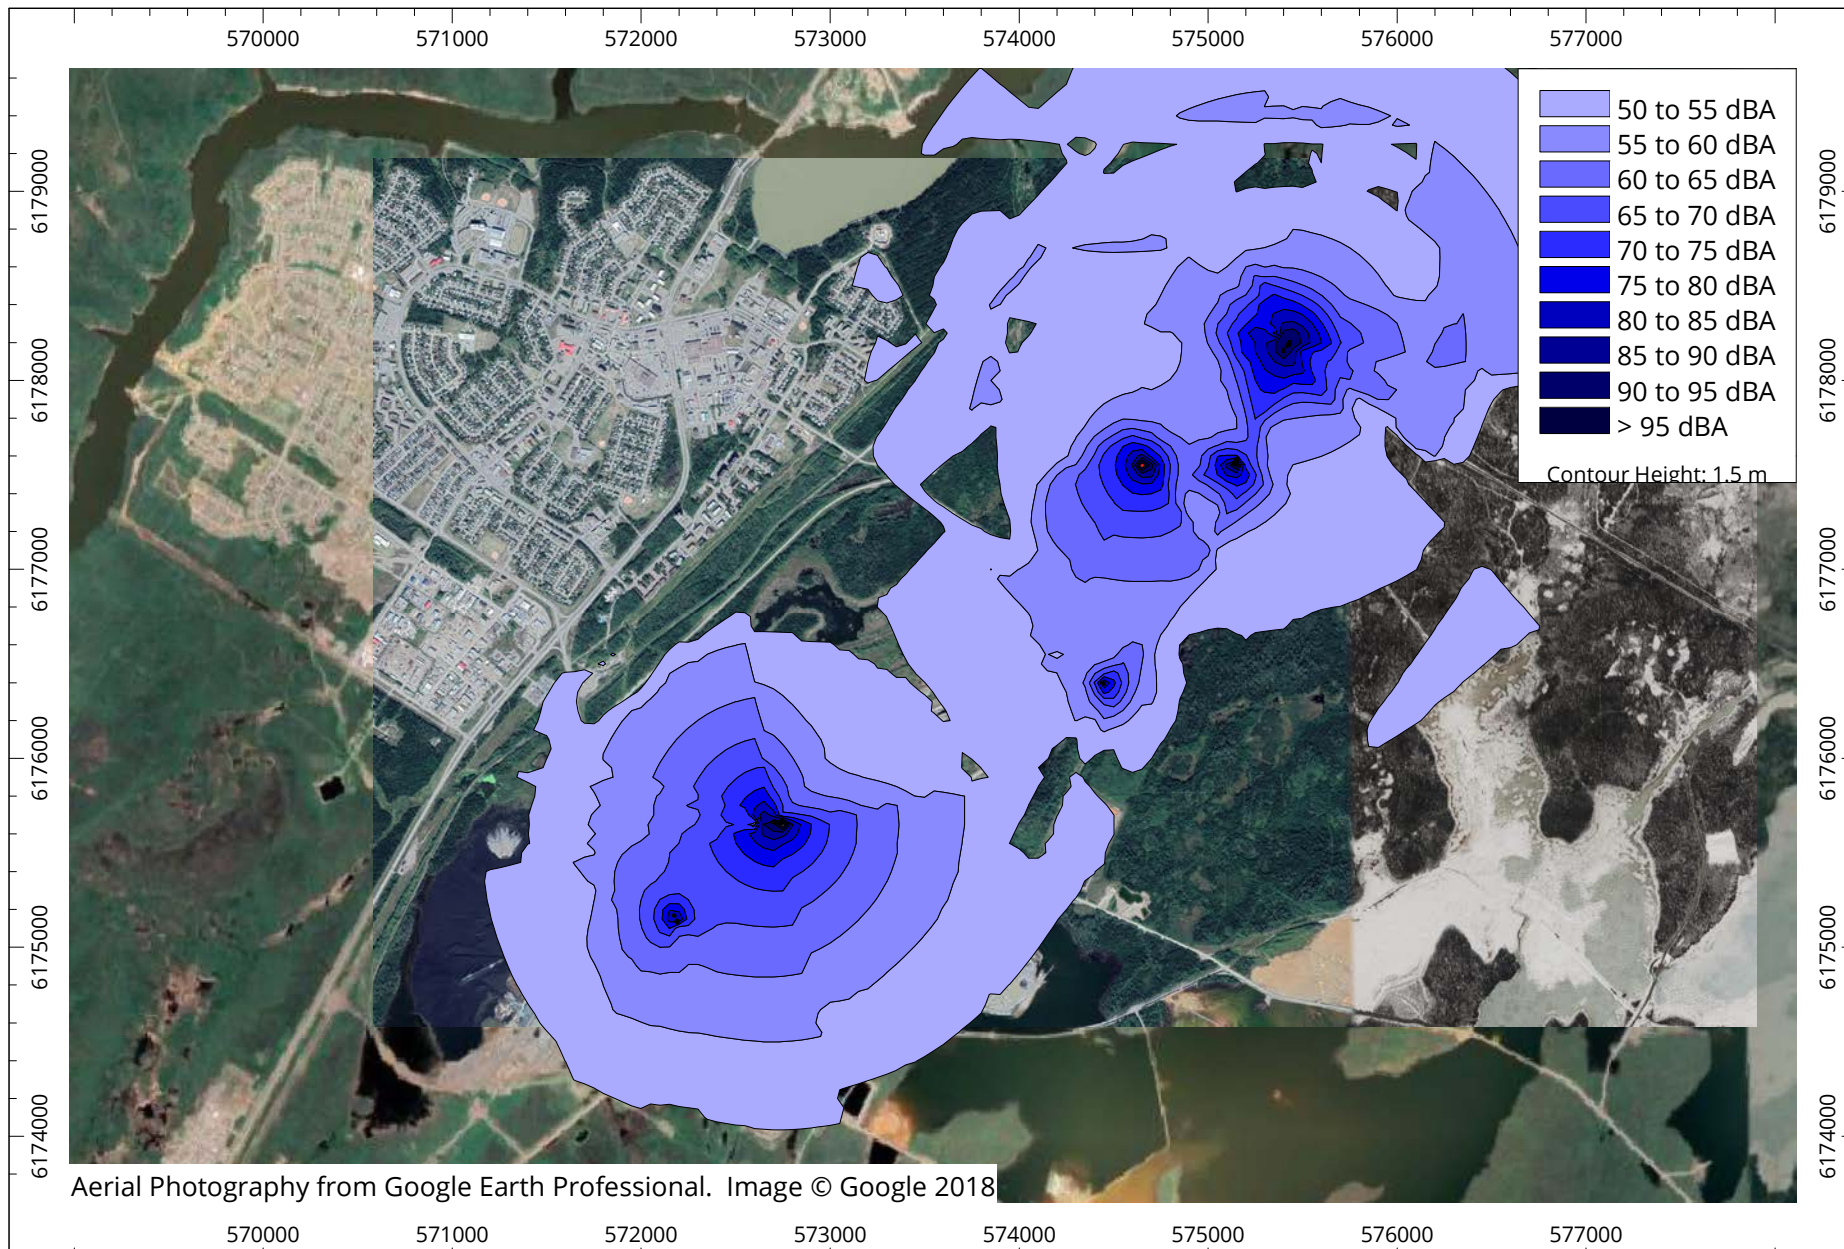 570000 571000 572000 573000 574000 575000 576000 577000
6179000
6178000
6177000
6176000
6175000
6174000
50 to 55 dBA
55 to 60 dBA
60 to 65 dBA
65 to 70 dBA
70 to 75 dBA
75 to 80 dBA
80 to 85 dBA
85 to 90 dBA
90 to 95 dBA
> 95 dBA
Contour Height: 1.5 m
6179000
6178000
6177000
6176000
6175000
6174000
Aerial Photography from Google Earth Professional. Image © Google 2018
570000 571000 572000 573000 574000 575000 576000 577000